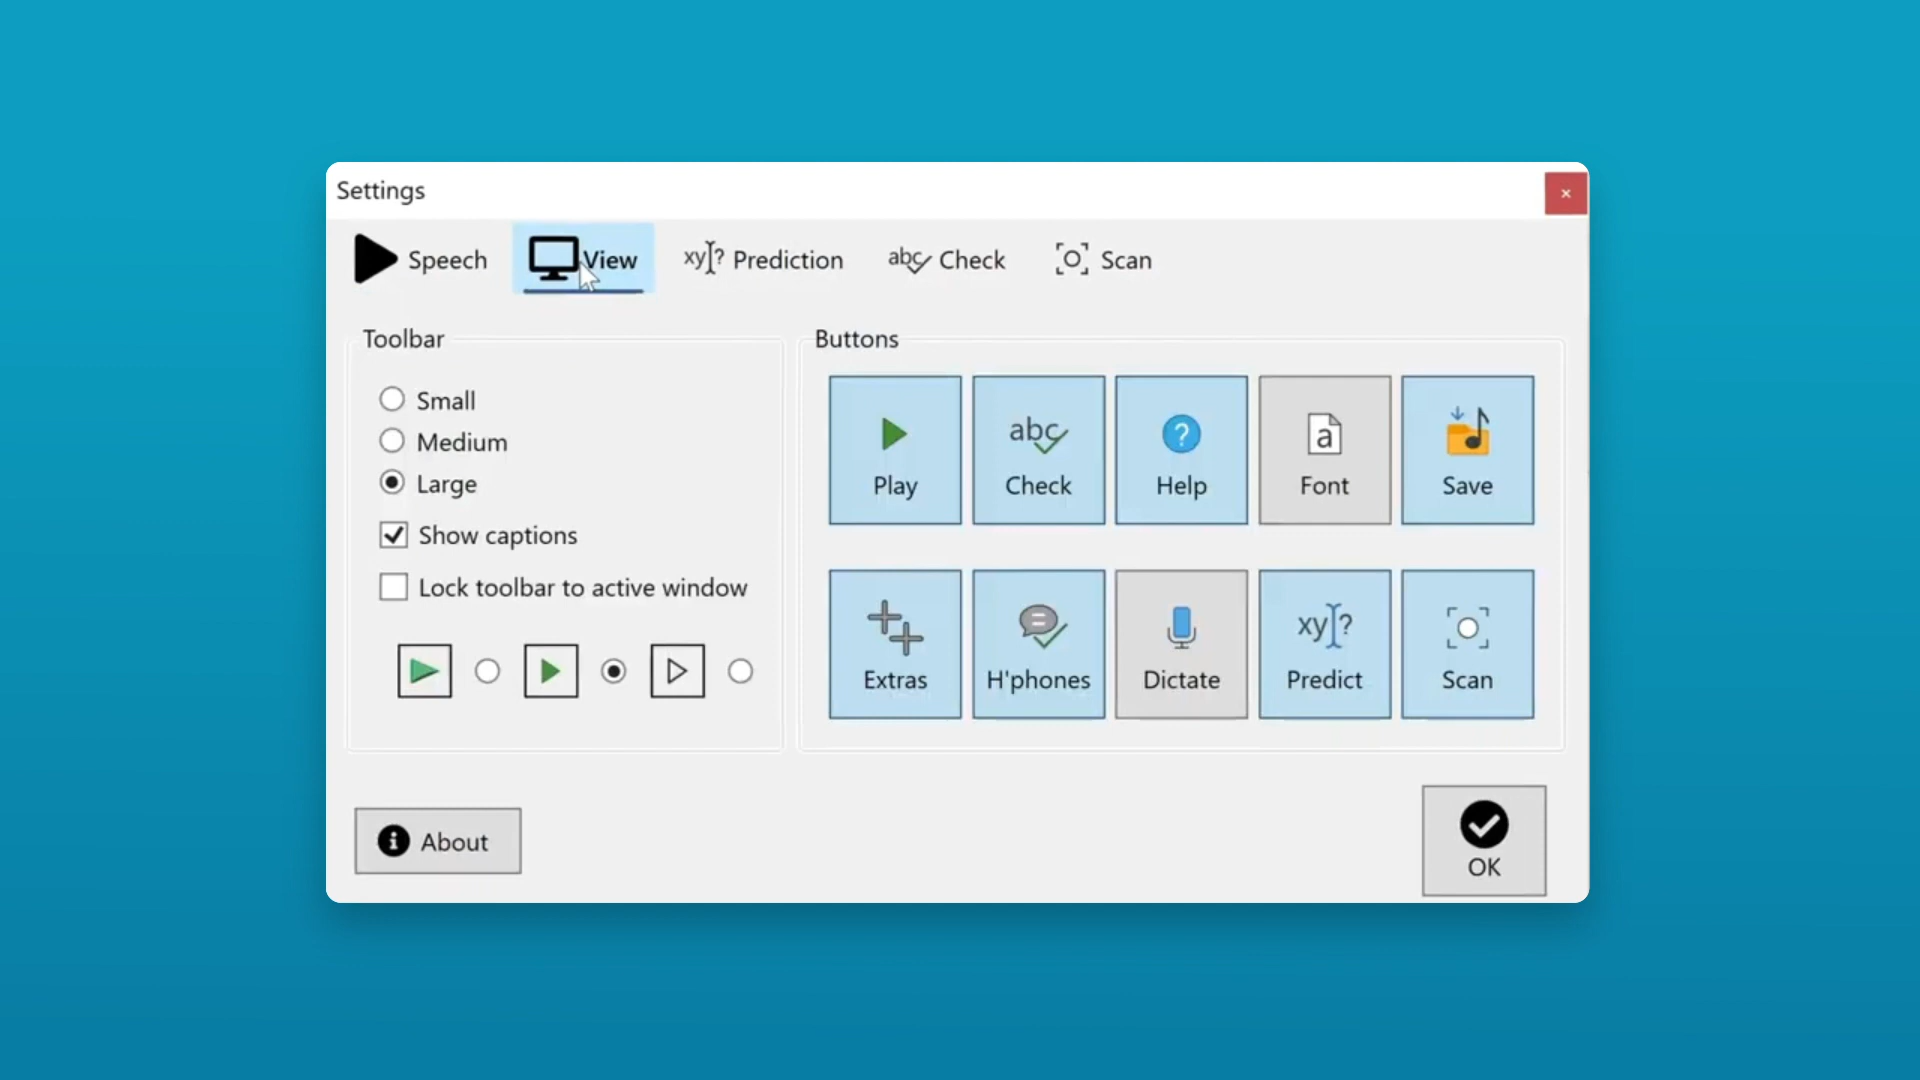 Settings
Speech View xy? Prediction abc Check Scan
Toolbar
Small
Medium
Large
Show captions
Lock toolbar to active window
Buttons
abc ? a
Play Check Help Font Save
xy?
Extras H'phones Dictate Predict Scan
About
OK